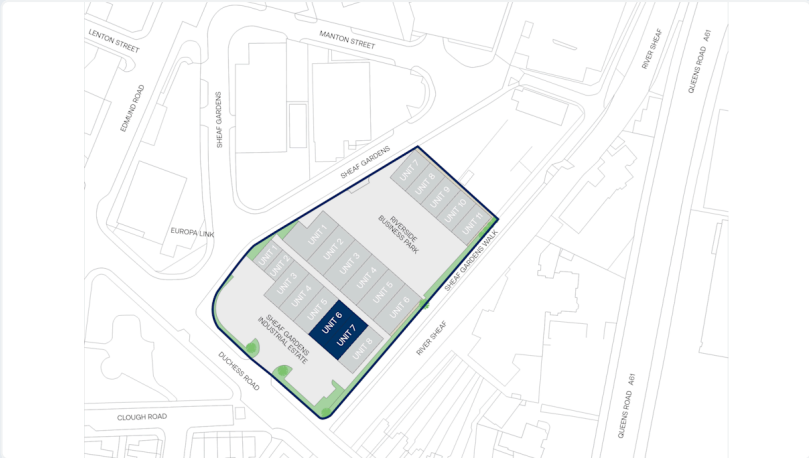 LENTON STREET
MANTON STREET
RIVER SHEAF
QUEENS ROAD A61
EDMUND ROAD
SHEAF GARDENS
SHEAF GARDENS
UNIT 7
UNIT 8
UNIT 9
UNIT 10
UNIT 11
RIVERSIDE
BUSINESS PARK
EUROPA LINK
SHEAF GARDENS WALK
UNIT 1
UNIT 2
UNIT 3
UNIT 4
UNIT 5
UNIT 6
UNIT 1
UNIT 2
UNIT 3
UNIT 4
UNIT 5
UNIT 6
UNIT 7
UNIT 8
SHEAF GARDENS
INDUSTRIAL ESTATE
RIVER SHEAF
DUCHESS ROAD
CLOUGH ROAD
QUEENS ROAD A61